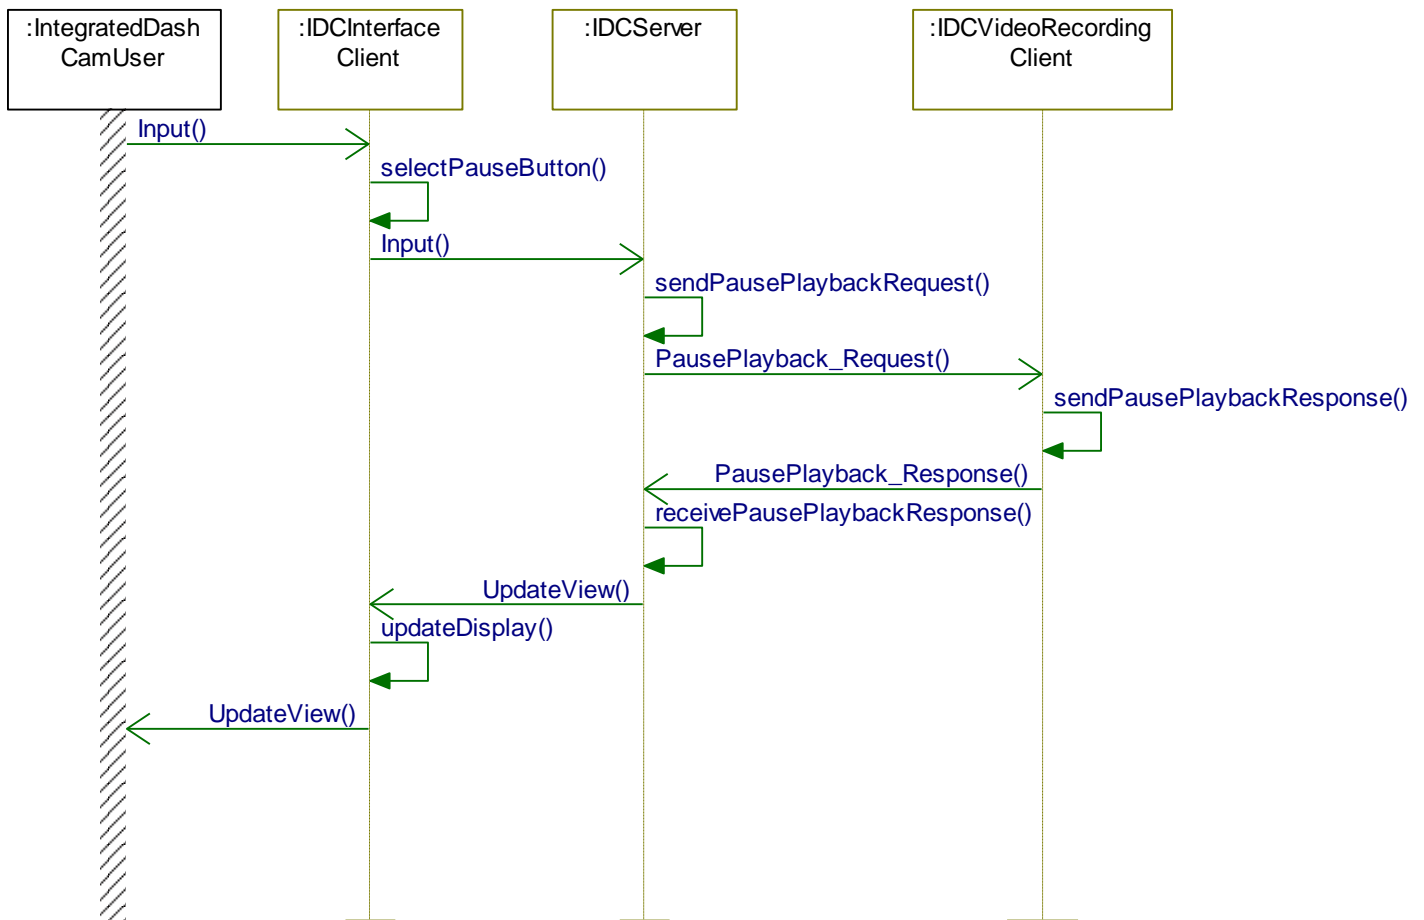 :IntegratedDash
CamUser
:IDCInterface
Client
:IDCServer
:IDCVideoRecording
Client
Input()
selectPauseButton()
Input()
sendPausePlaybackRequest()
PausePlayback_Request()
sendPausePlaybackResponse()
PausePlayback_Response()
receivePausePlaybackResponse()
UpdateView()
updateDisplay()
UpdateView()